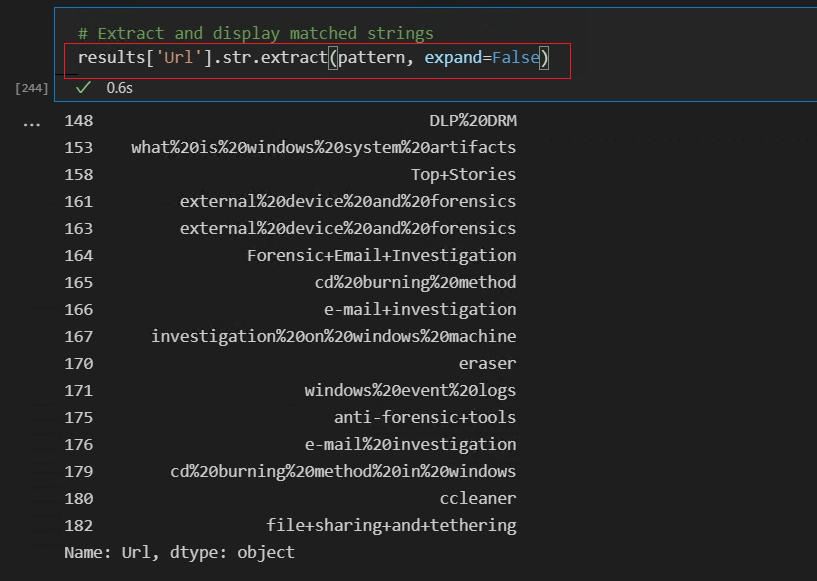 # Extract and display matched strings
results['Url'].str.extract(pattern, expand=False)
[244] ✓ 0.6s
... 148 DLP%20DRM
153 what%20is%20windows%20system%20artifacts
158 Top+Stories
161 external%20device%20and%20forensics
163 external%20device%20and%20forensics
164 Forensic+Email+Investigation
165 cd%20burning%20method
166 e-mail+investigation
167 investigation%20on%20windows%20machine
170 eraser
171 windows%20event%20logs
175 anti-forensic+tools
176 e-mail%20investigation
179 cd%20burning%20method%20in%20windows
180 ccleaner
182 file+sharing+and+tethering
Name: Url, dtype: object